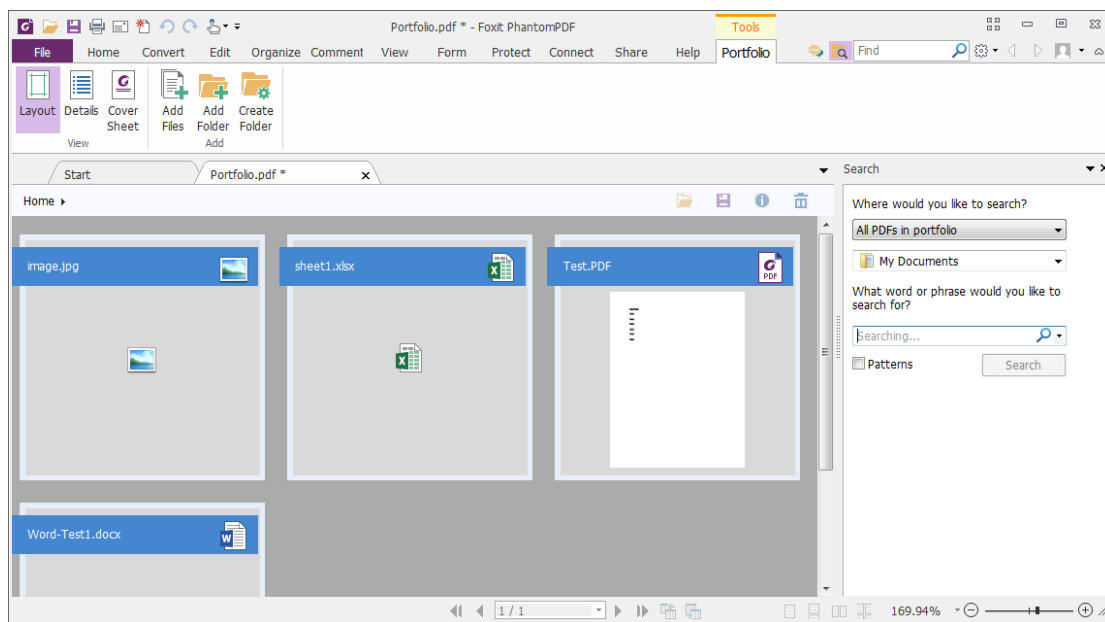 Portfolio.pdf * - Foxit PhantomPDF
Tools
File Home Convert Edit Organize Comment View Form Protect Connect Share Help Portfolio Find
Layout Details Cover Sheet Add Files Add Folder Create Folder
View Add
Start Portfolio.pdf * Search
Home
Where would you like to search?
All PDFs in portfolio
My Documents
What word or phrase would you like to
search for?
Searching...
Patterns Search
image.jpg sheet1.xlsx Test.PDF
PDF
Word-Test1.docx
1 / 1 169.94%